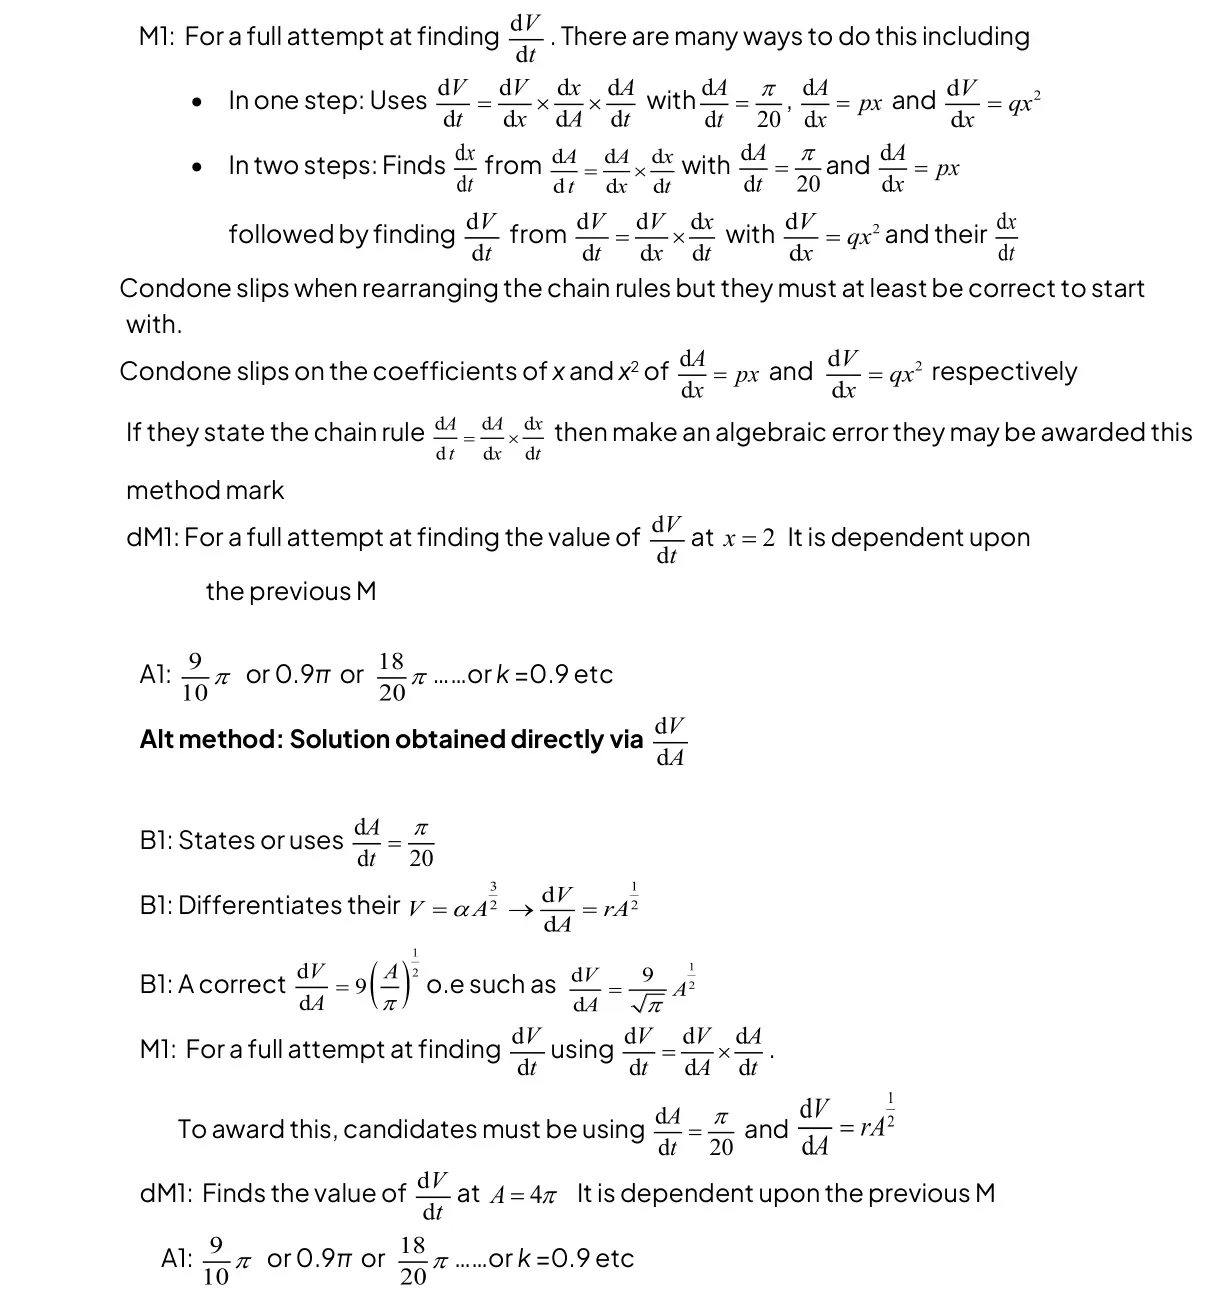 M1: For a full attempt at finding dV/dt . There are many ways to do this including
• In one step: Uses dV/dt = dV/dx × dx/dA × dA/dt with dA/dt = π/20 , dA/dx = px and dV/dx = qx²
• In two steps: Finds dx/dt from dA/dt = dA/dx × dx/dt with dA/dt = π/20 and dA/dx = px
followed by finding dV/dt from dV/dt = dV/dx × dx/dt with dV/dx = qx² and their dx/dt
Condone slips when rearranging the chain rules but they must at least be correct to start
with.
Condone slips on the coefficients of x and x² of dA/dx = px and dV/dx = qx² respectively
If they state the chain rule dA/dt = dA/dx × dx/dt then make an algebraic error they may be awarded this
method mark
dM1: For a full attempt at finding the value of dV/dt at x = 2 It is dependent upon
the previous M
A1: 9/10 π or 0.9π or 18/20 π ......or k =0.9 etc
Alt method: Solution obtained directly via dV/dA
B1: States or uses dA/dt = π/20
B1: Differentiates their V = αA^(3/2) → dV/dA = rA^(1/2)
B1: A correct dV/dA = 9(A/π)^(1/2) o.e such as dV/dA = 9/√π A^(1/2)
M1: For a full attempt at finding dV/dt using dV/dt = dV/dA × dA/dt .
To award this, candidates must be using dA/dt = π/20 and dV/dA = rA^(1/2)
dM1: Finds the value of dV/dt at A = 4π It is dependent upon the previous M
A1: 9/10 π or 0.9π or 18/20 π ......or k =0.9 etc